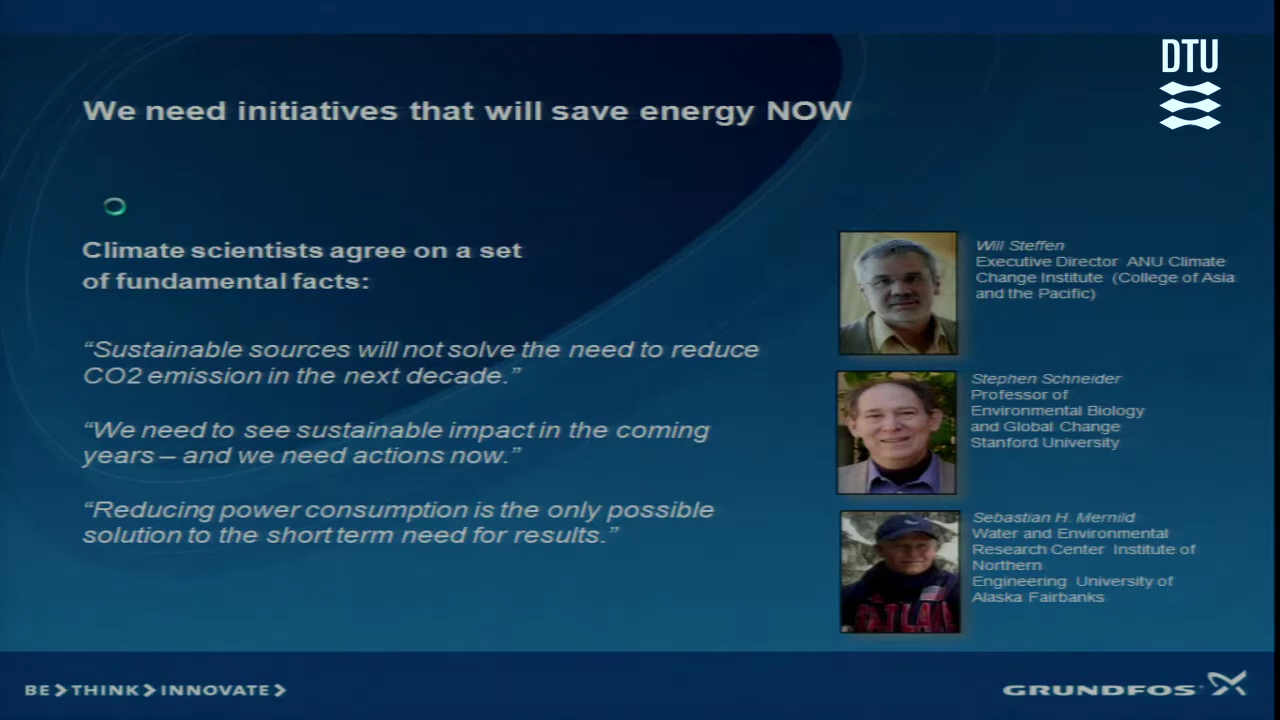 DTU
We need initiatives that will save energy NOW
Climate scientists agree on a set
of fundamental facts:
“Sustainable sources will not solve the need to reduce
CO2 emission in the next decade.”
“We need to see sustainable impact in the coming
years – and we need actions now.”
“Reducing power consumption is the only possible
solution to the short term need for results.”
Will Steffen
Executive Director ANU Climate
Change Institute (College of Asia
and the Pacific)
Stephen Schneider
Professor of
Environmental Biology
and Global Change
Stanford University
Sebastian H. Mernild
Water and Environmental
Research Center Institute of
Northern
Engineering University of
Alaska Fairbanks
BE>THINK>INNOVATE>
GRUNDFOS